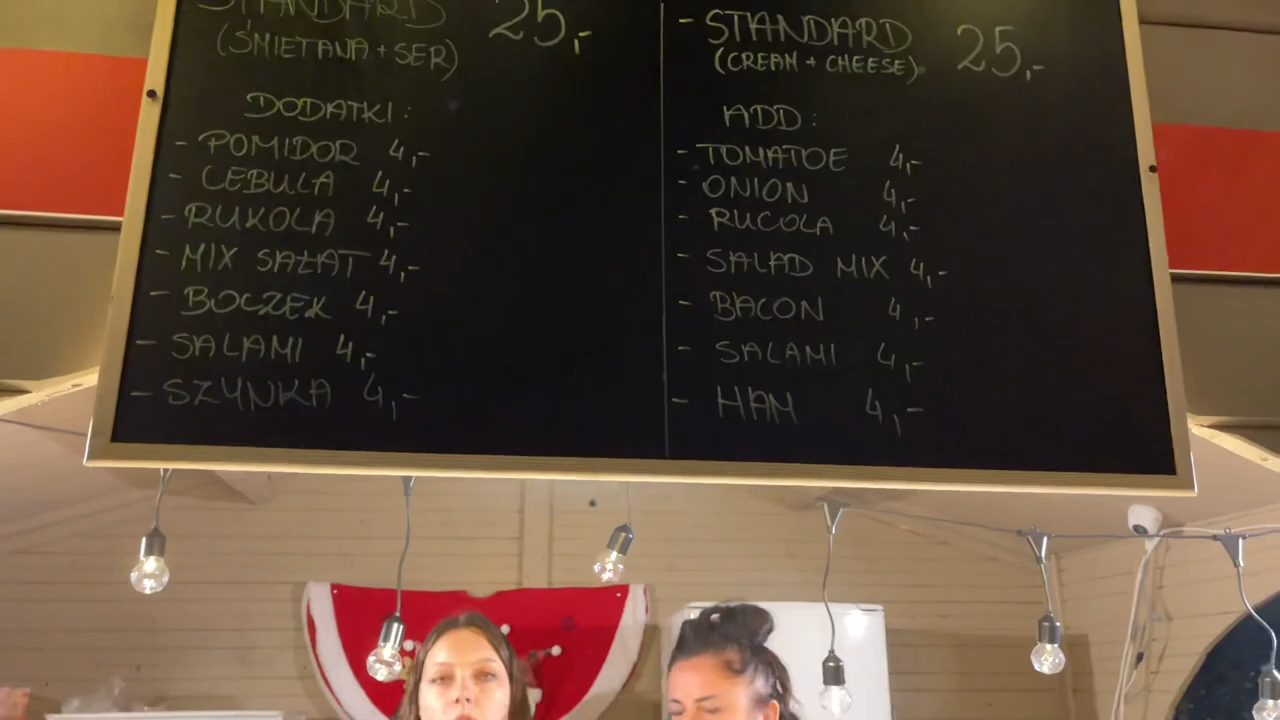 STANDARD 25,-
(ŚMIETANA + SER)
DODATKI:
- POMIDOR 4,-
- CEBULA 4,-
- RUKOLA 4,-
- MIX SAŁAT 4,-
- BOCZEK 4,-
- SALAMI 4,-
- SZYNKA 4,-
- STANDARD 25,-
(CREAM + CHEESE)
ADD:
- TOMATOE 4,-
- ONION 4,-
- RUCOLA 4,-
- SALAD MIX 4,-
- BACON 4,-
- SALAMI 4,-
- HAM 4,-